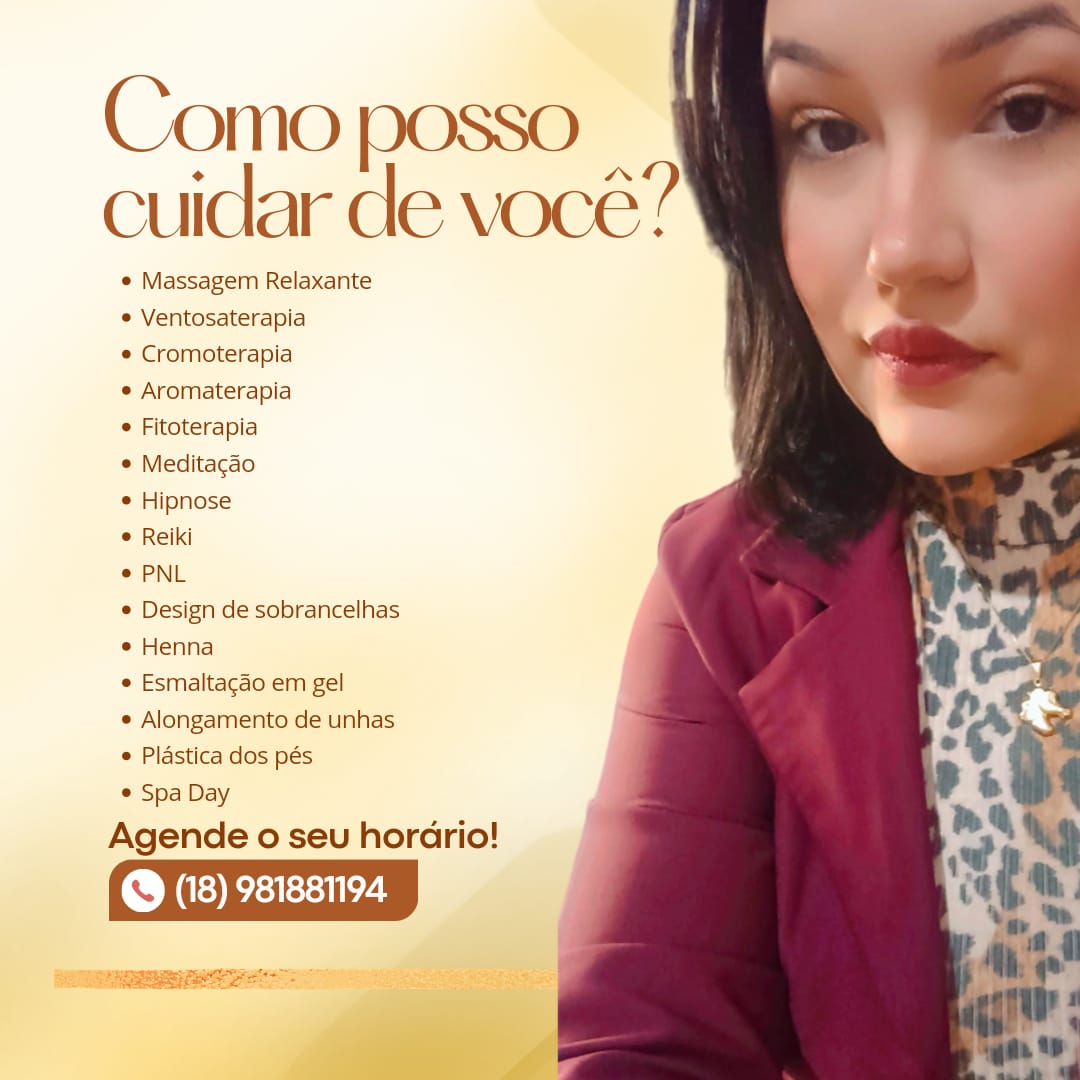 Como posso
cuidar de você?
Massagem Relaxante
Ventosaterapia
Cromoterapia
Aromaterapia
Fitoterapia
Meditação
Hipnose
Reiki
PNL
Design de sobrancelhas
Henna
Esmaltação em gel
Alongamento de unhas
Plástica dos pés
Spa Day
Agende o seu horário!
(18) 981881194